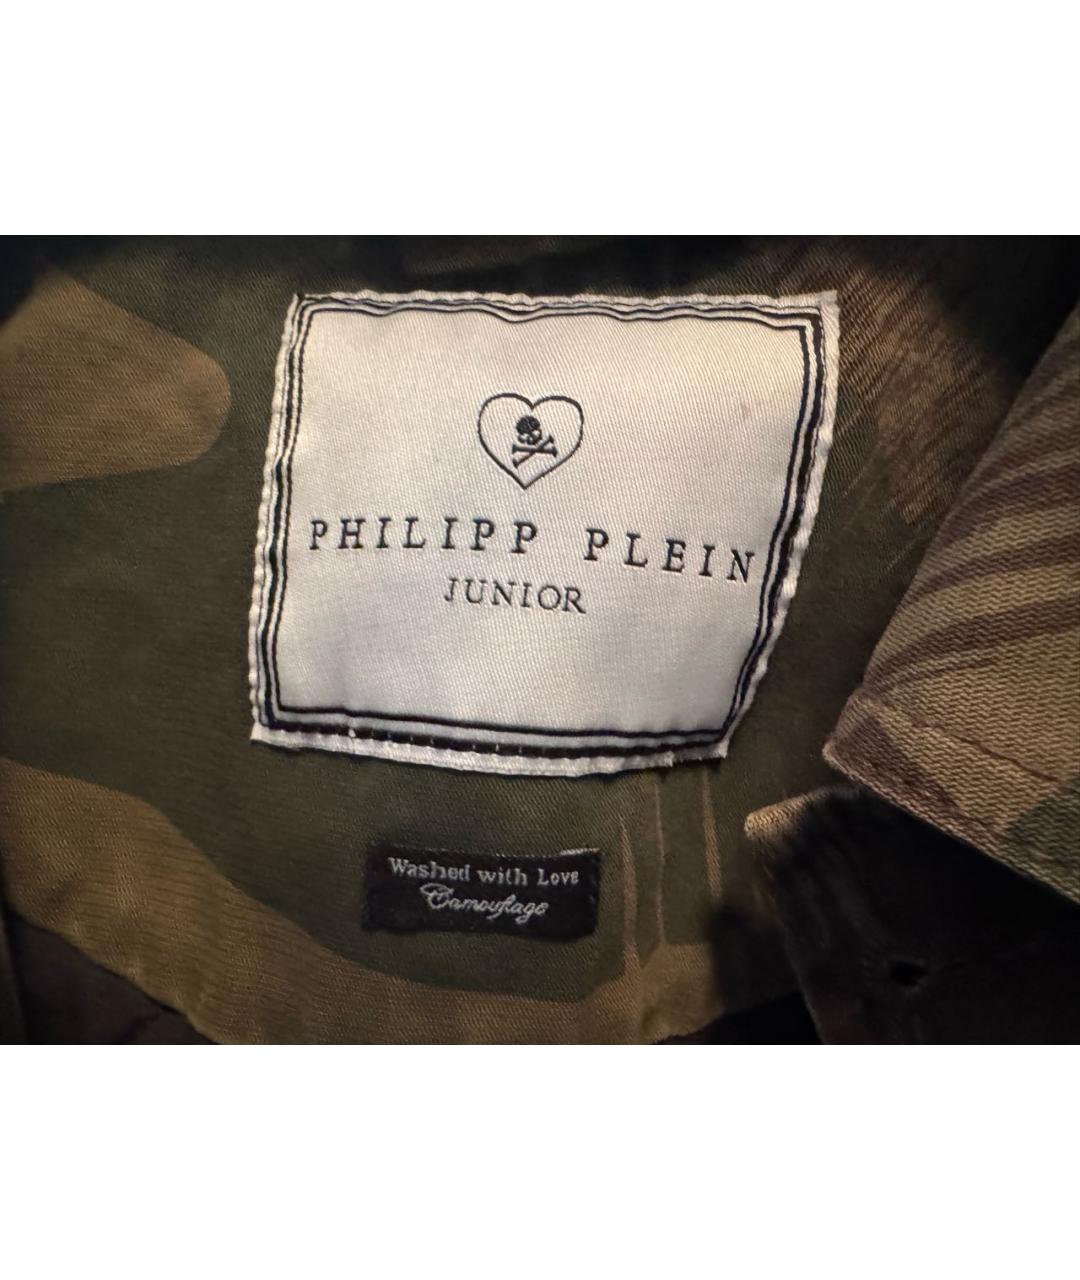 PHILIPP PLEIN
JUNIOR
Washed with Love
Camouflage